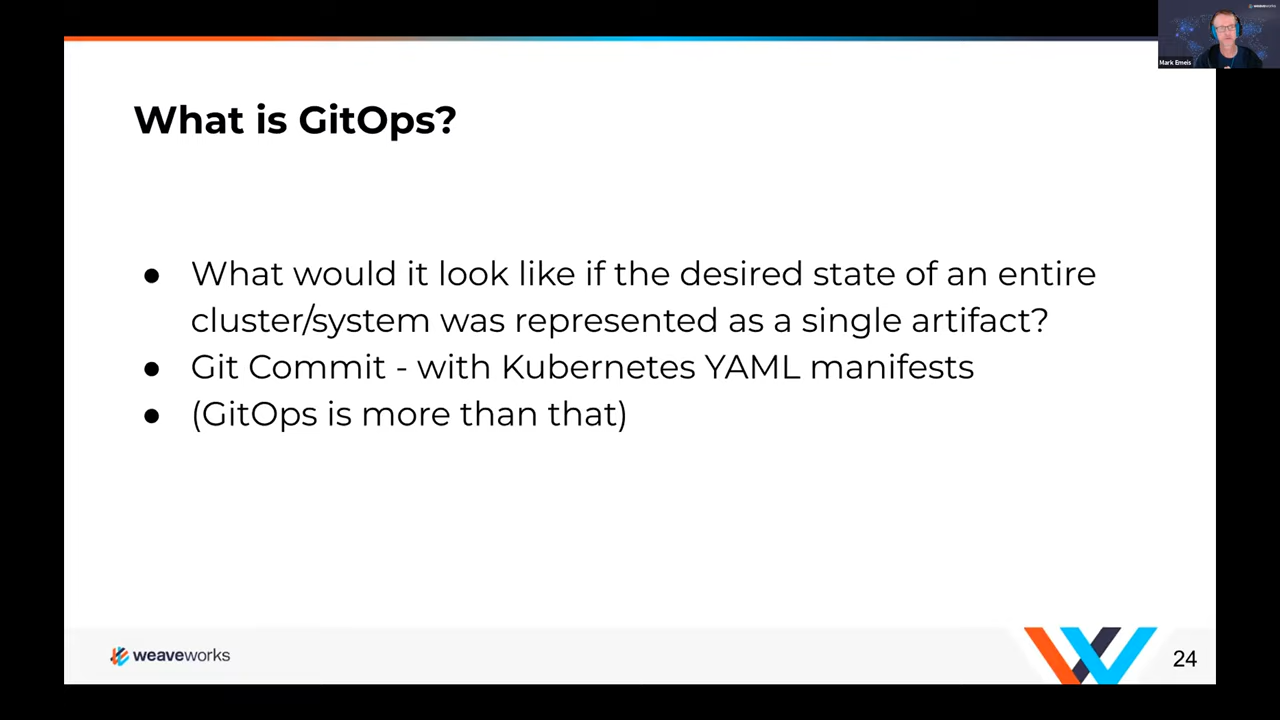 weaveworks
Mark Emeis
What is GitOps?
● What would it look like if the desired state of an entire
cluster/system was represented as a single artifact?
● Git Commit - with Kubernetes YAML manifests
● (GitOps is more than that)
weaveworks
24